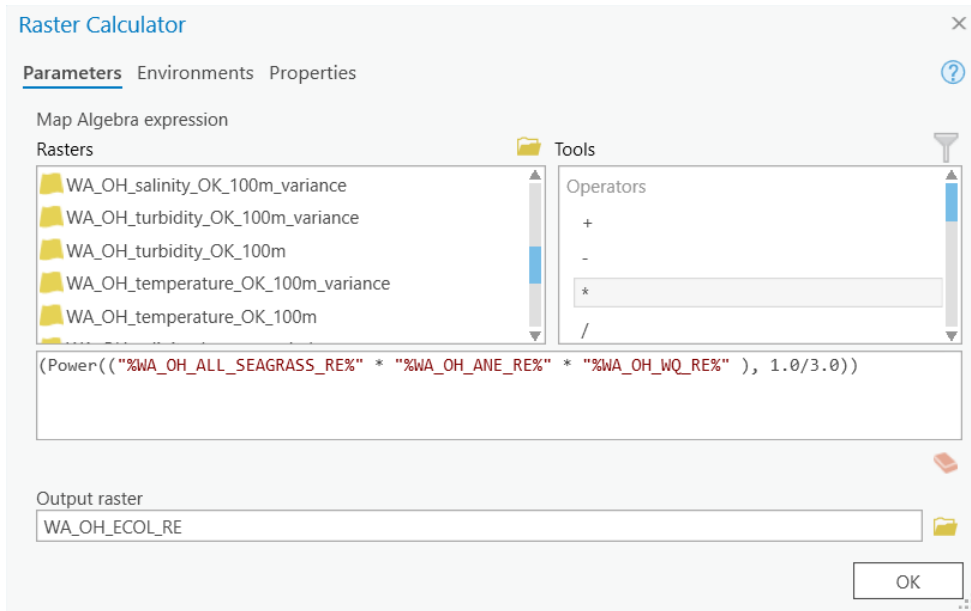 Raster Calculator
Parameters Environments Properties
Map Algebra expression
Rasters
Tools
WA_OH_salinity_OK_100m_variance
WA_OH_turbidity_OK_100m_variance
WA_OH_turbidity_OK_100m
WA_OH_temperature_OK_100m_variance
WA_OH_temperature_OK_100m
Operators
+
-
*
/
(Power(("%WA_OH_ALL_SEAGRASS_RE%" * "%WA_OH_ANE_RE%" * "%WA_OH_WQ_RE%" ), 1.0/3.0))
Output raster
WA_OH_ECOL_RE
OK